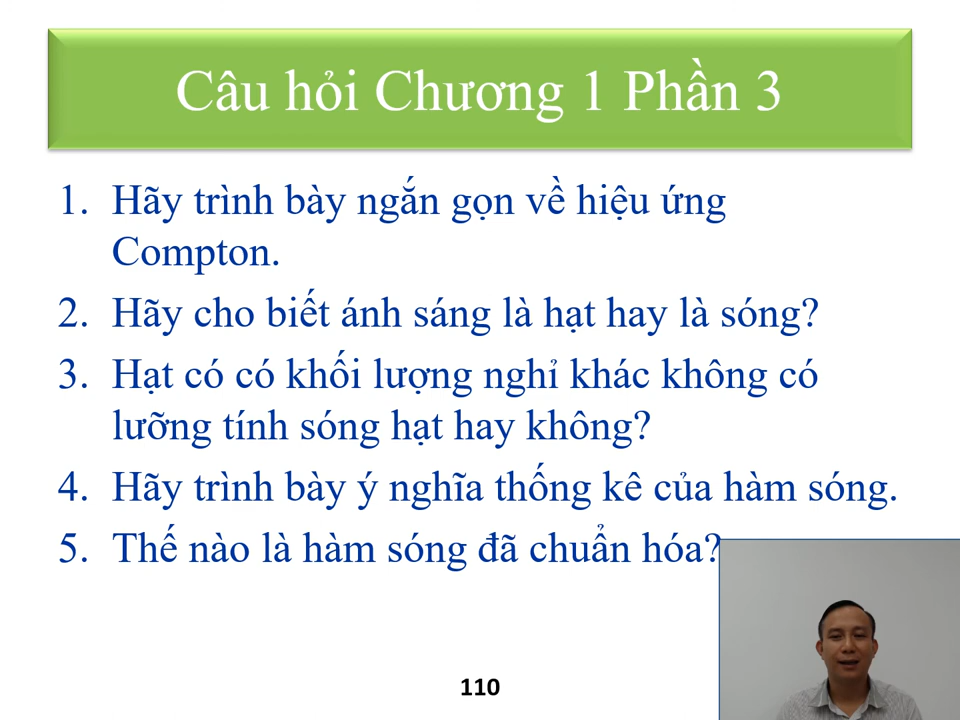 Câu hỏi Chương 1 Phần 3
1. Hãy trình bày ngắn gọn về hiệu ứng
Compton.
2. Hãy cho biết ánh sáng là hạt hay là sóng?
3. Hạt có có khối lượng nghỉ khác không có
lưỡng tính sóng hạt hay không?
4. Hãy trình bày ý nghĩa thống kê của hàm sóng.
5. Thế nào là hàm sóng đã chuẩn hóa?
110